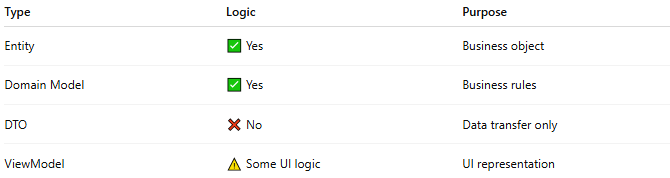 Type Logic Purpose
Entity ✅ Yes Business object
Domain Model ✅ Yes Business rules
DTO ❌ No Data transfer only
ViewModel ⚠️ Some UI logic UI representation